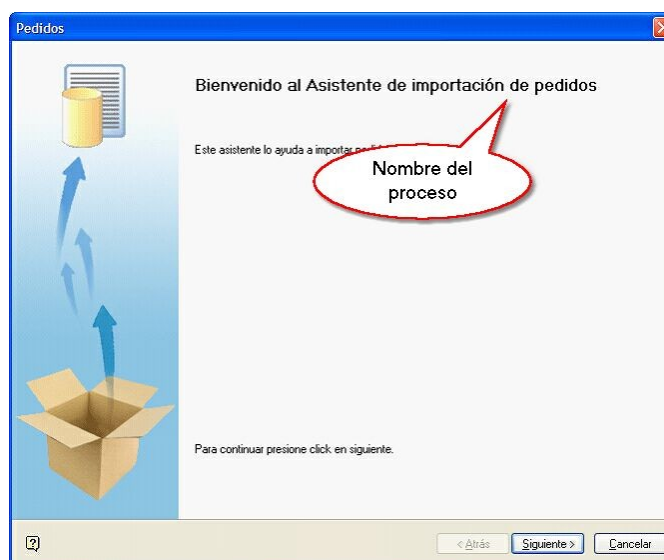 Pedidos
Bienvenido al Asistente de importación de pedidos
Este asistente lo ayuda a importar
Nombre del
proceso
Para continuar presione click en siguiente.
< Atrás Siguiente > Cancelar